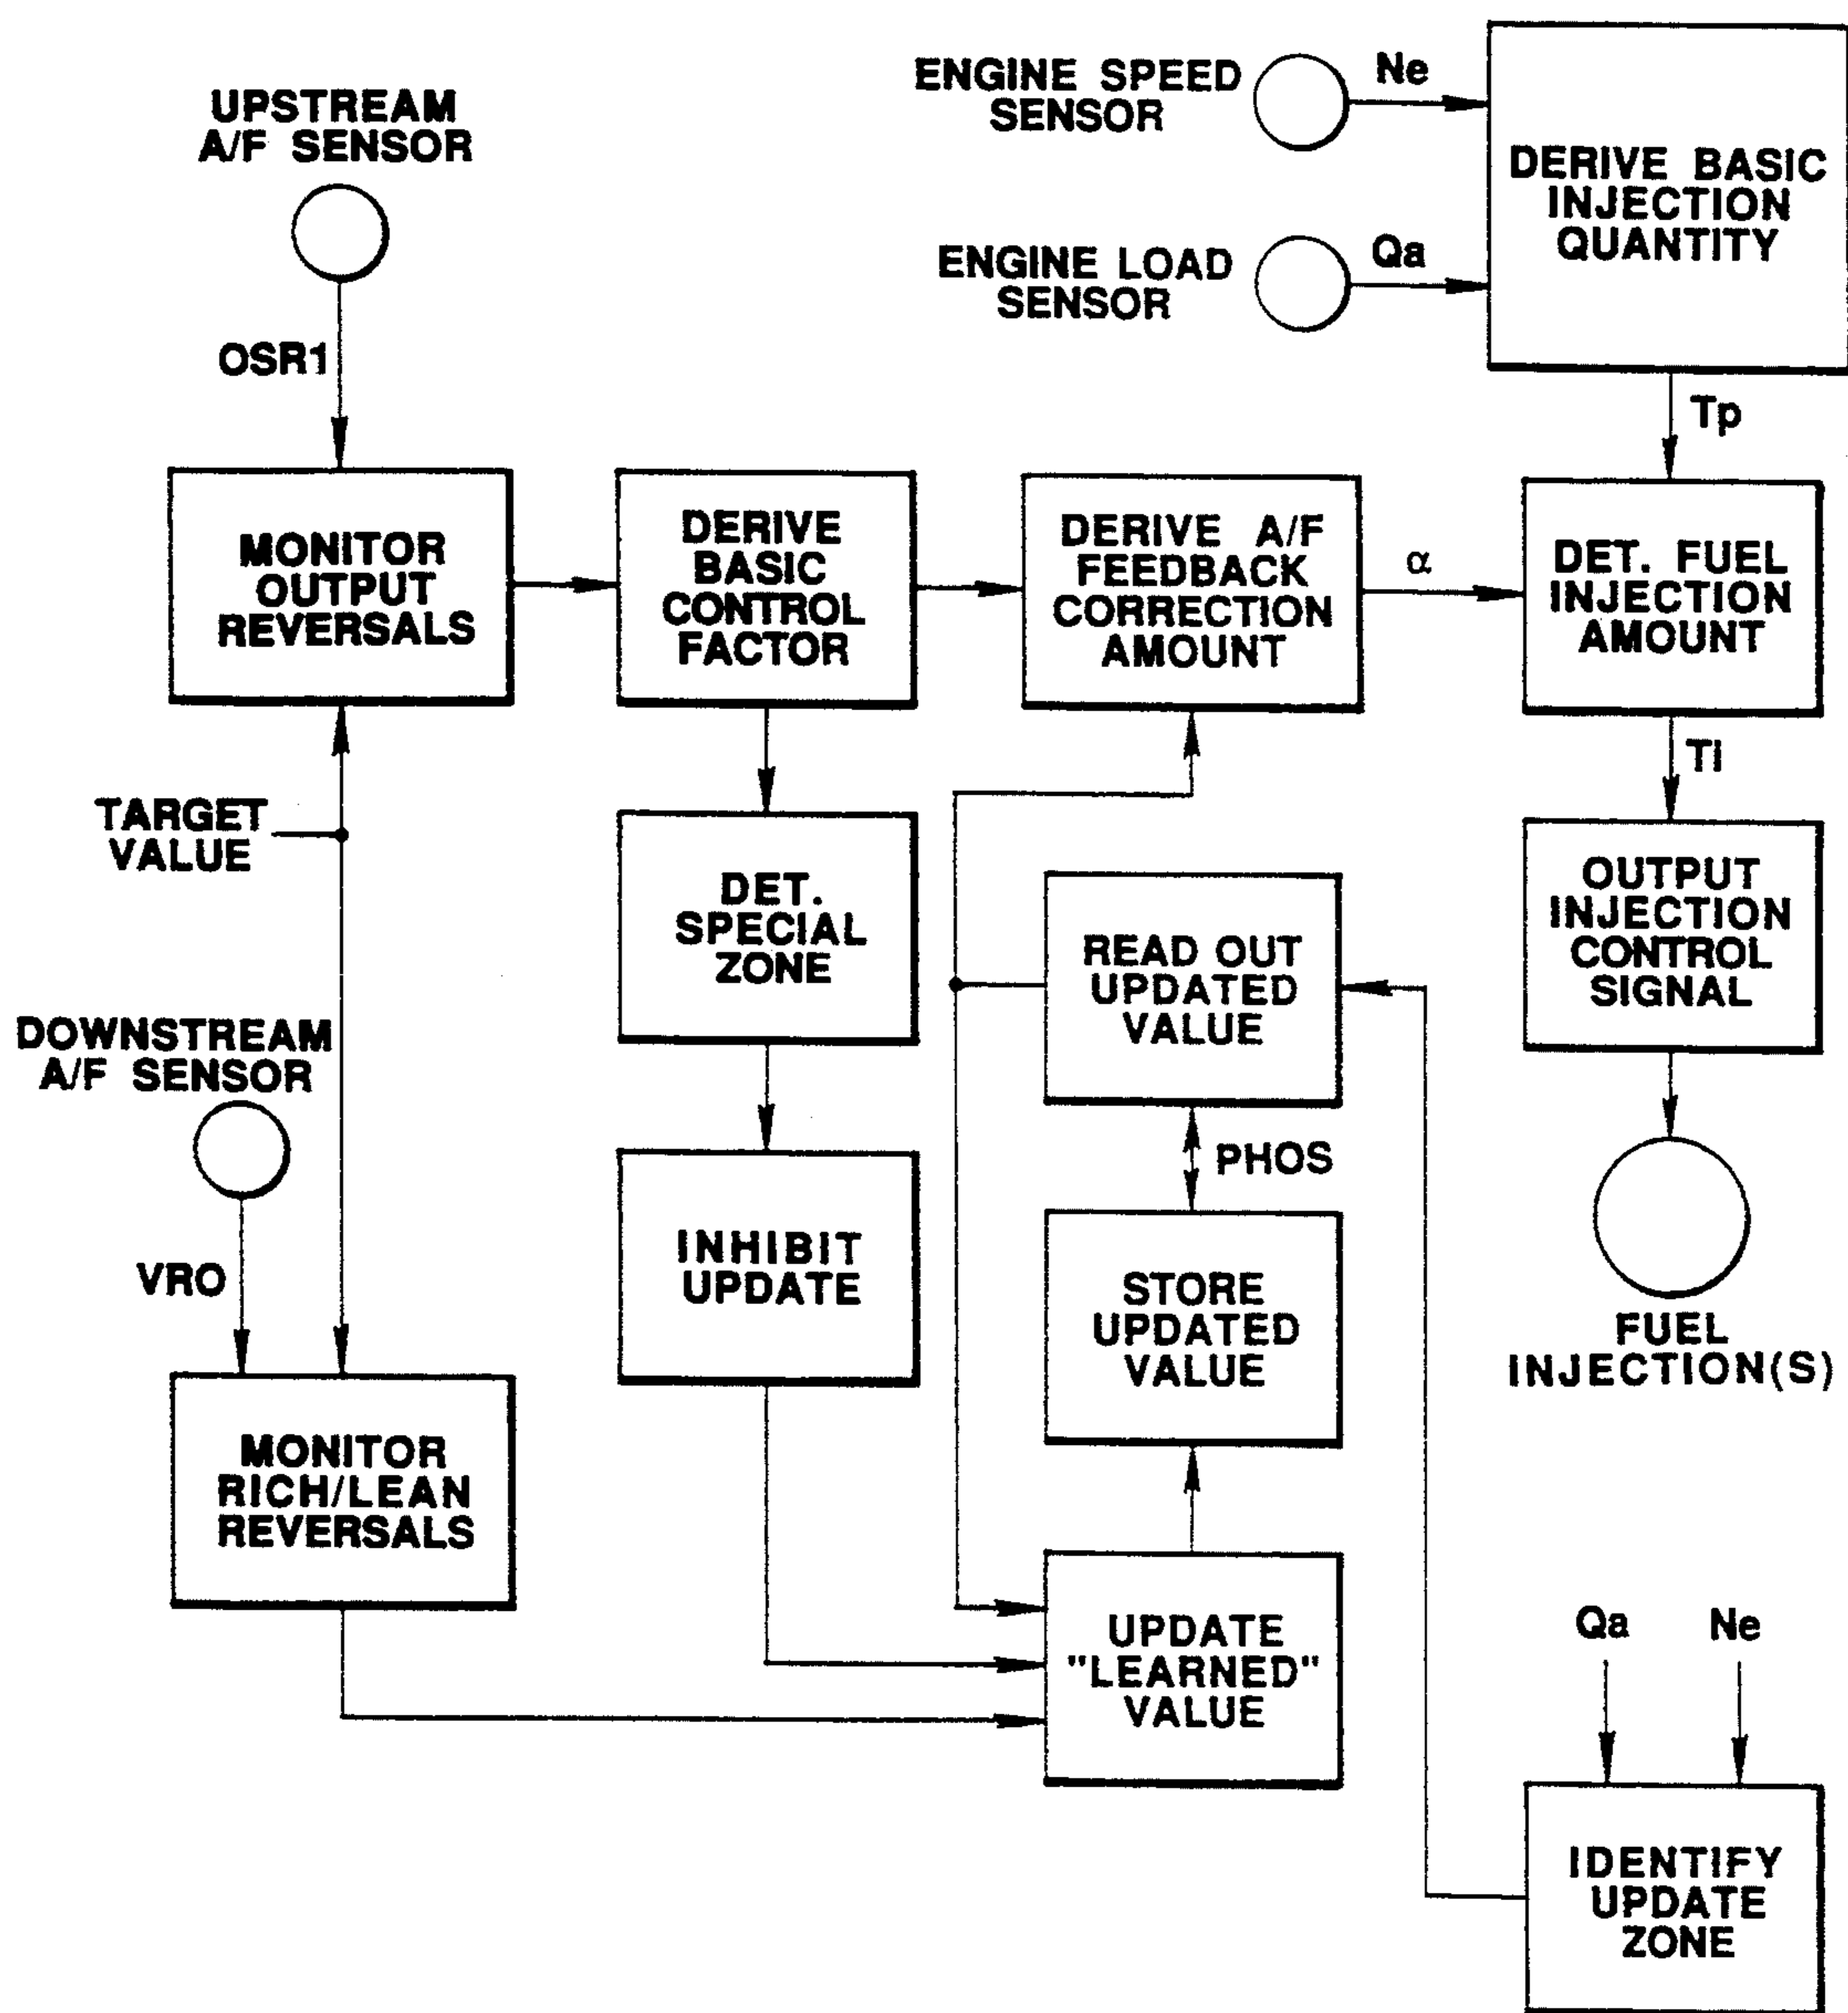 ENGINE SPEED
SENSOR
Ne
UPSTREAM
A/F SENSOR
DERIVE BASIC
INJECTION
QUANTITY
ENGINE LOAD
SENSOR
Qa
OSR1
Tp
MONITOR
OUTPUT
REVERSALS
DERIVE
BASIC
CONTROL
FACTOR
DERIVE A/F
FEEDBACK
CORRECTION
AMOUNT
α
DET. FUEL
INJECTION
AMOUNT
Ti
TARGET
VALUE
DET.
SPECIAL
ZONE
READ OUT
UPDATED
VALUE
OUTPUT
INJECTION
CONTROL
SIGNAL
DOWNSTREAM
A/F SENSOR
PHOS
VRO
INHIBIT
UPDATE
STORE
UPDATED
VALUE
FUEL
INJECTION(S)
MONITOR
RICH/LEAN
REVERSALS
UPDATE
"LEARNED"
VALUE
Qa
Ne
IDENTIFY
UPDATE
ZONE